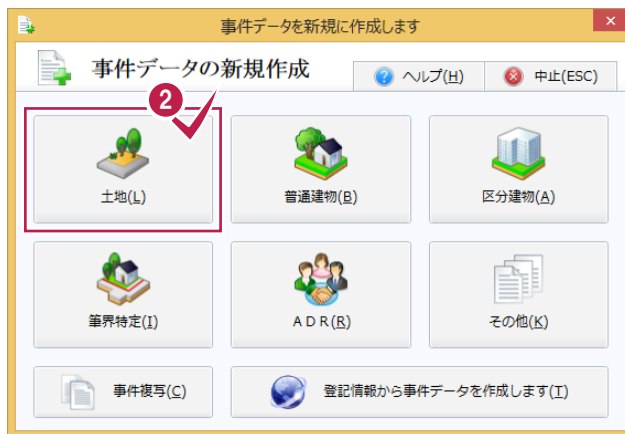 事件データを新規に作成します
事件データの新規作成
ヘルプ(H)
中止(ESC)
2
土地(L)
普通建物(B)
区分建物(A)
筆界特定(I)
ＡＤＲ(R)
その他(K)
事件複写(C)
登記情報から事件データを作成します(T)